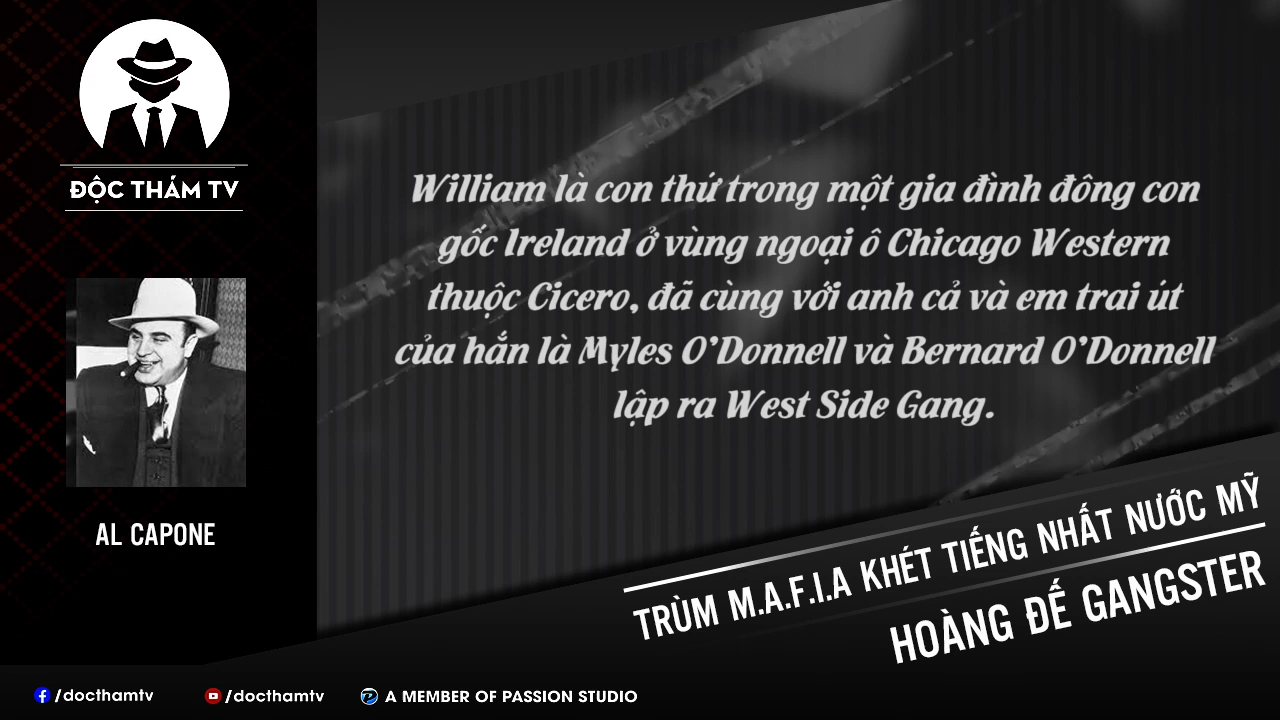 ĐỘC THÁM TV
AL CAPONE
William là con thứ trong một gia đình đông con
gốc Ireland ở vùng ngoại ô Chicago Western
thuộc Cicero, đã cùng với anh cả và em trai út
của hắn là Myles O'Donnell và Bernard O'Donnell
lập ra West Side Gang.
TRÙM M.A.F.I.A KHÉT TIẾNG NHẤT NƯỚC MỸ
HOÀNG ĐẾ GANGSTER
/docthamtv
/docthamtv
A MEMBER OF PASSION STUDIO